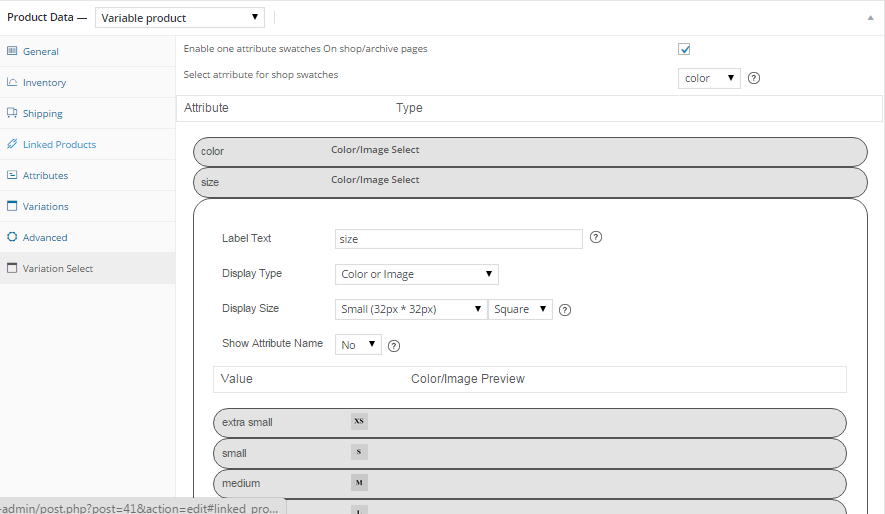 Product Data — Variable product
General
Inventory
Shipping
Linked Products
Attributes
Variations
Advanced
Variation Select
Enable one attribute swatches On shop/archive pages
Select atrribute for shop swatches color ?
Attribute Type
color Color/Image Select
size Color/Image Select
Label Text size ?
Display Type Color or Image
Display Size Small (32px * 32px) Square ?
Show Attribute Name No ?
Value Color/Image Preview
extra small XS
small S
medium M
-admin/post.php?post=41&action=edit#linked_pro...